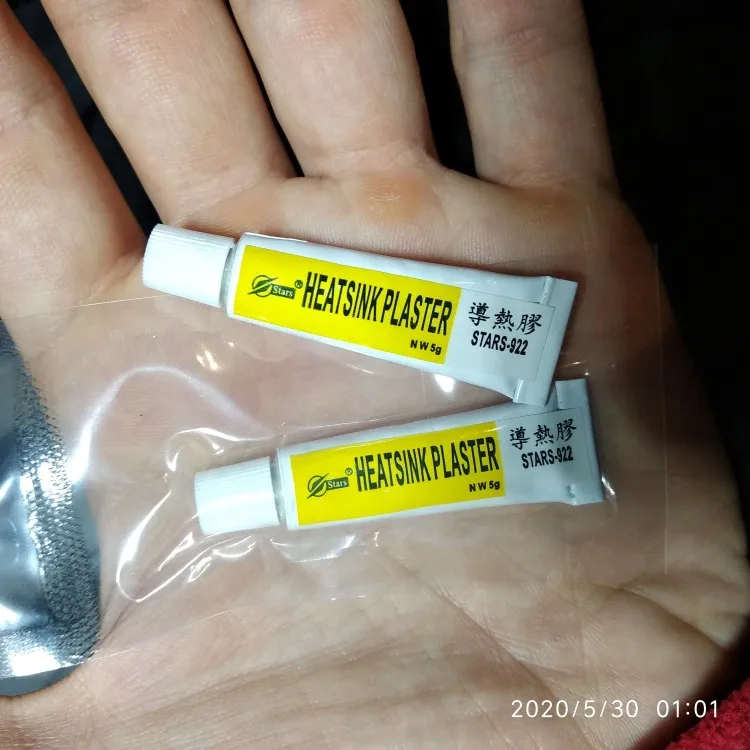 Stars® HEATSINK PLASTER
NW 5g
導熱膠
STARS-922
Stars® HEATSINK PLASTER
NW 5g
導熱膠
STARS-922
2020/5/30 01:01